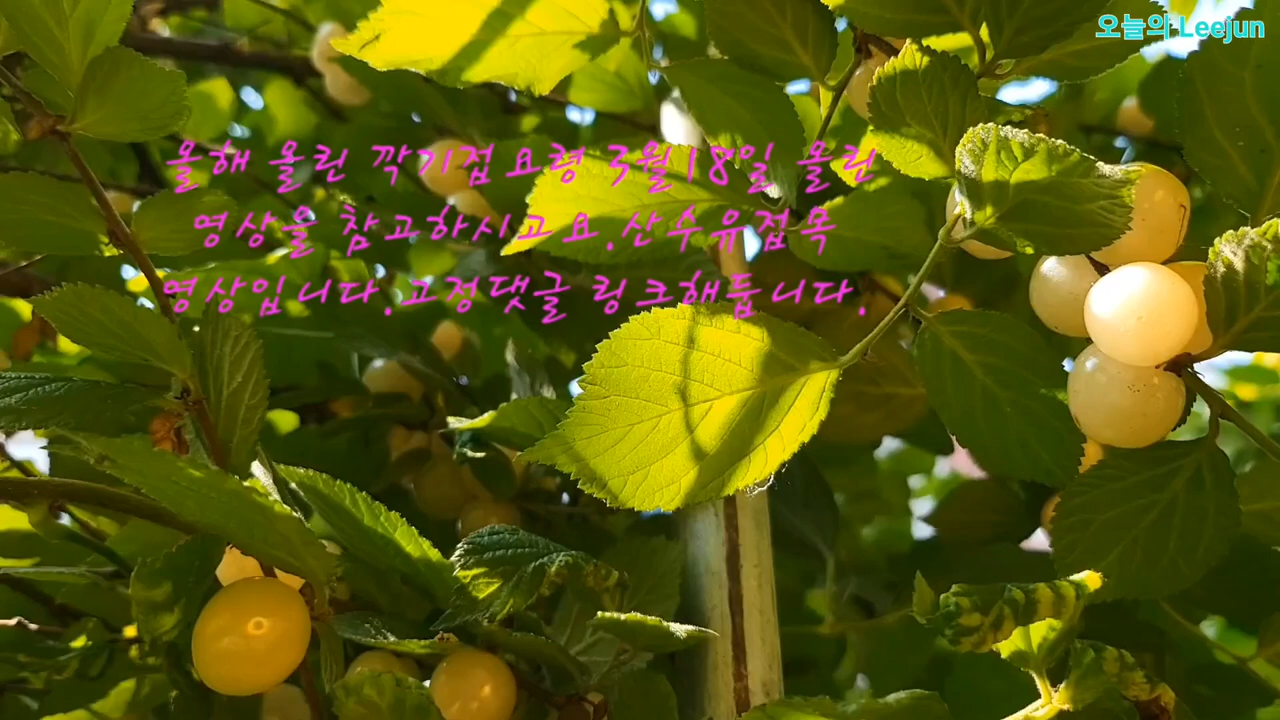 오늘의 Leejun
올해 올린 깍기접요령 3월18일 올린
영상을 참고하시고요.산수유접목
영상입니다.고정댓글 링크해둡니다.